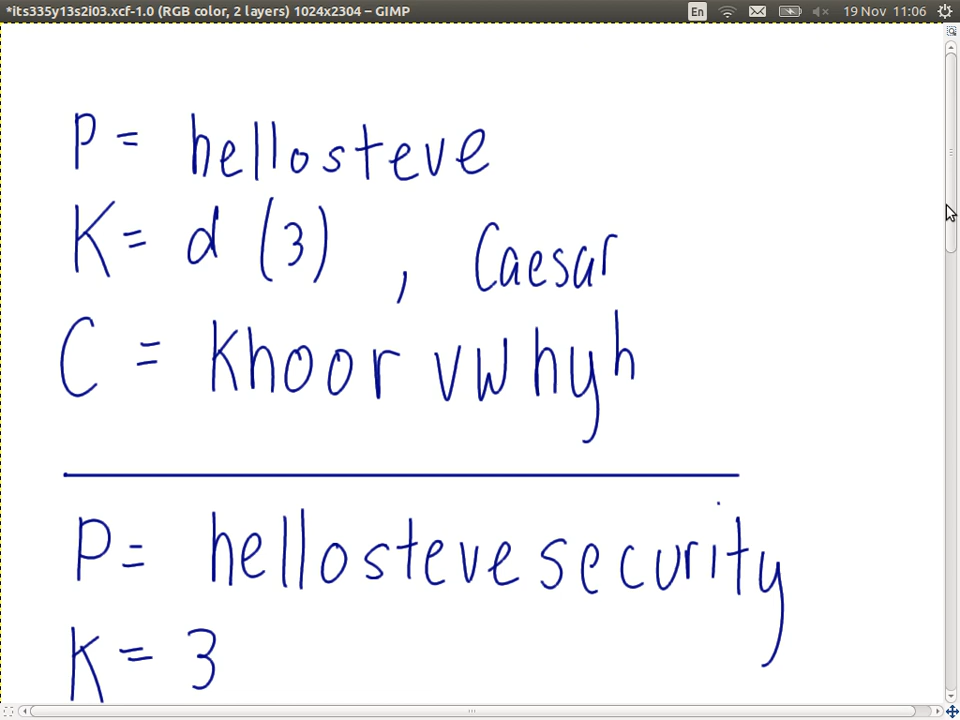 *its335y13s2i03.xcf-1.0 (RGB color, 2 layers) 1024x2304 – GIMP En 19 Nov 11:06
P = hellosteve
K = d (3) , Caesar
C = Khoor vwhyh
P = hellostevesecurity
K = 3